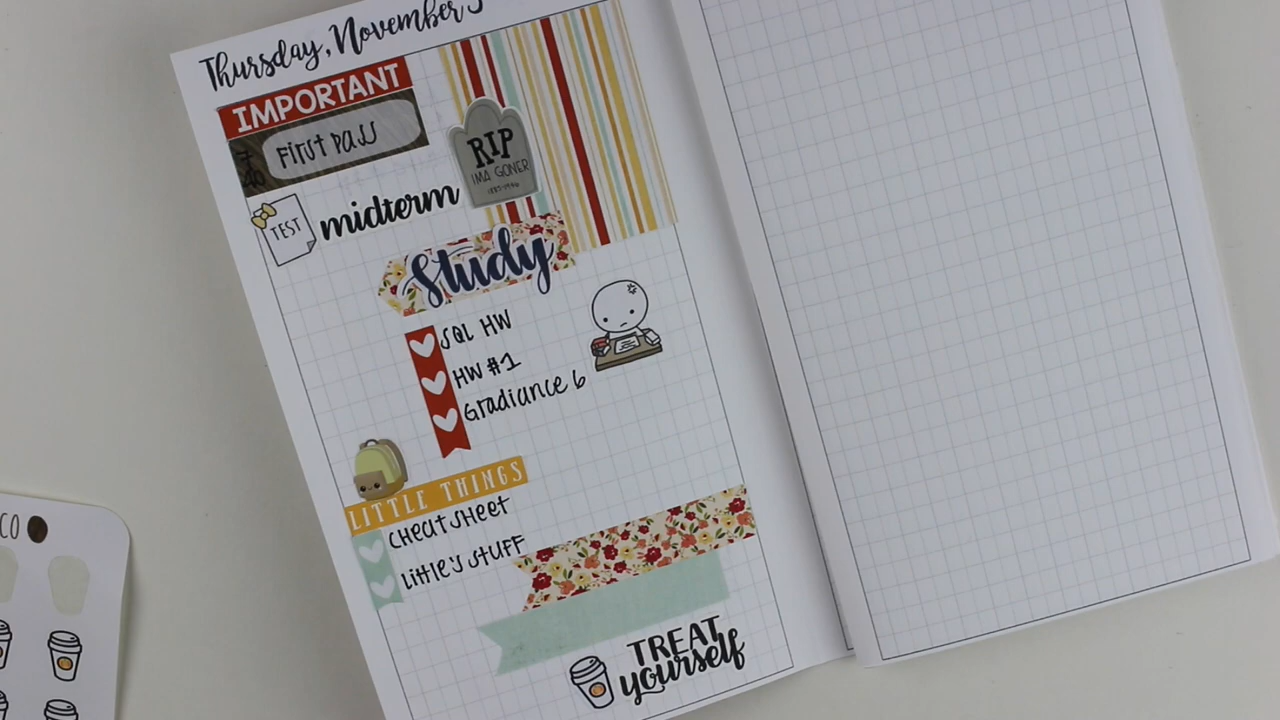 Thursday, November
IMPORTANT
First pass
TEST
midterm
RIP
IMA GONER
Study
SQL HW
HW #1
Gradiance 6
LITTLE THINGS
cheat sheet
little's stuff
TREAT
yourself
CO